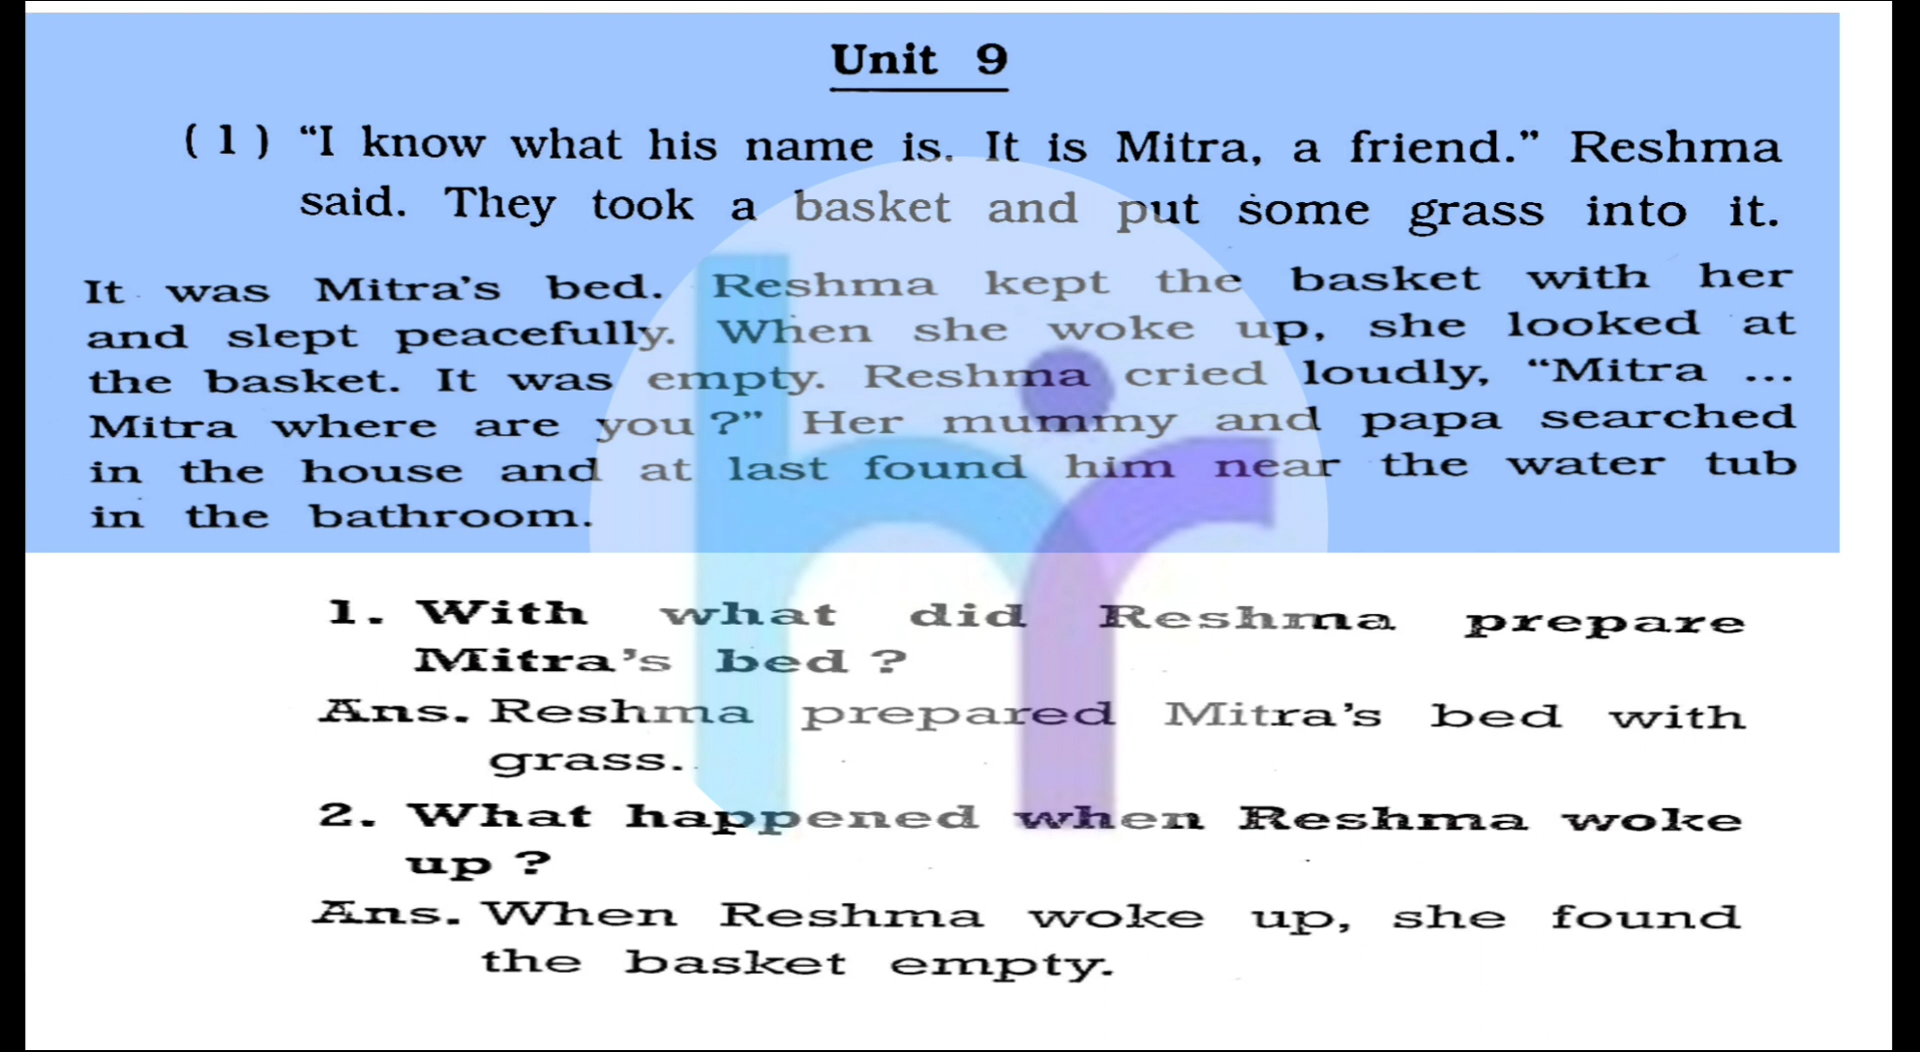 Unit 9
( 1 ) “I know what his name is. It is Mitra, a friend.” Reshma
said. They took a basket and put some grass into it.
It was Mitra’s bed. Reshma kept the basket with her
and slept peacefully. When she woke up, she looked at
the basket. It was empty. Reshma cried loudly, “Mitra ...
Mitra where are you ?” Her mummy and papa searched
in the house and at last found him near the water tub
in the bathroom.
1. With what did Reshma prepare
Mitra’s bed ?
Ans. Reshma prepared Mitra’s bed with
grass.
2. What happened when Reshma woke
up ?
Ans. When Reshma woke up, she found
the basket empty.